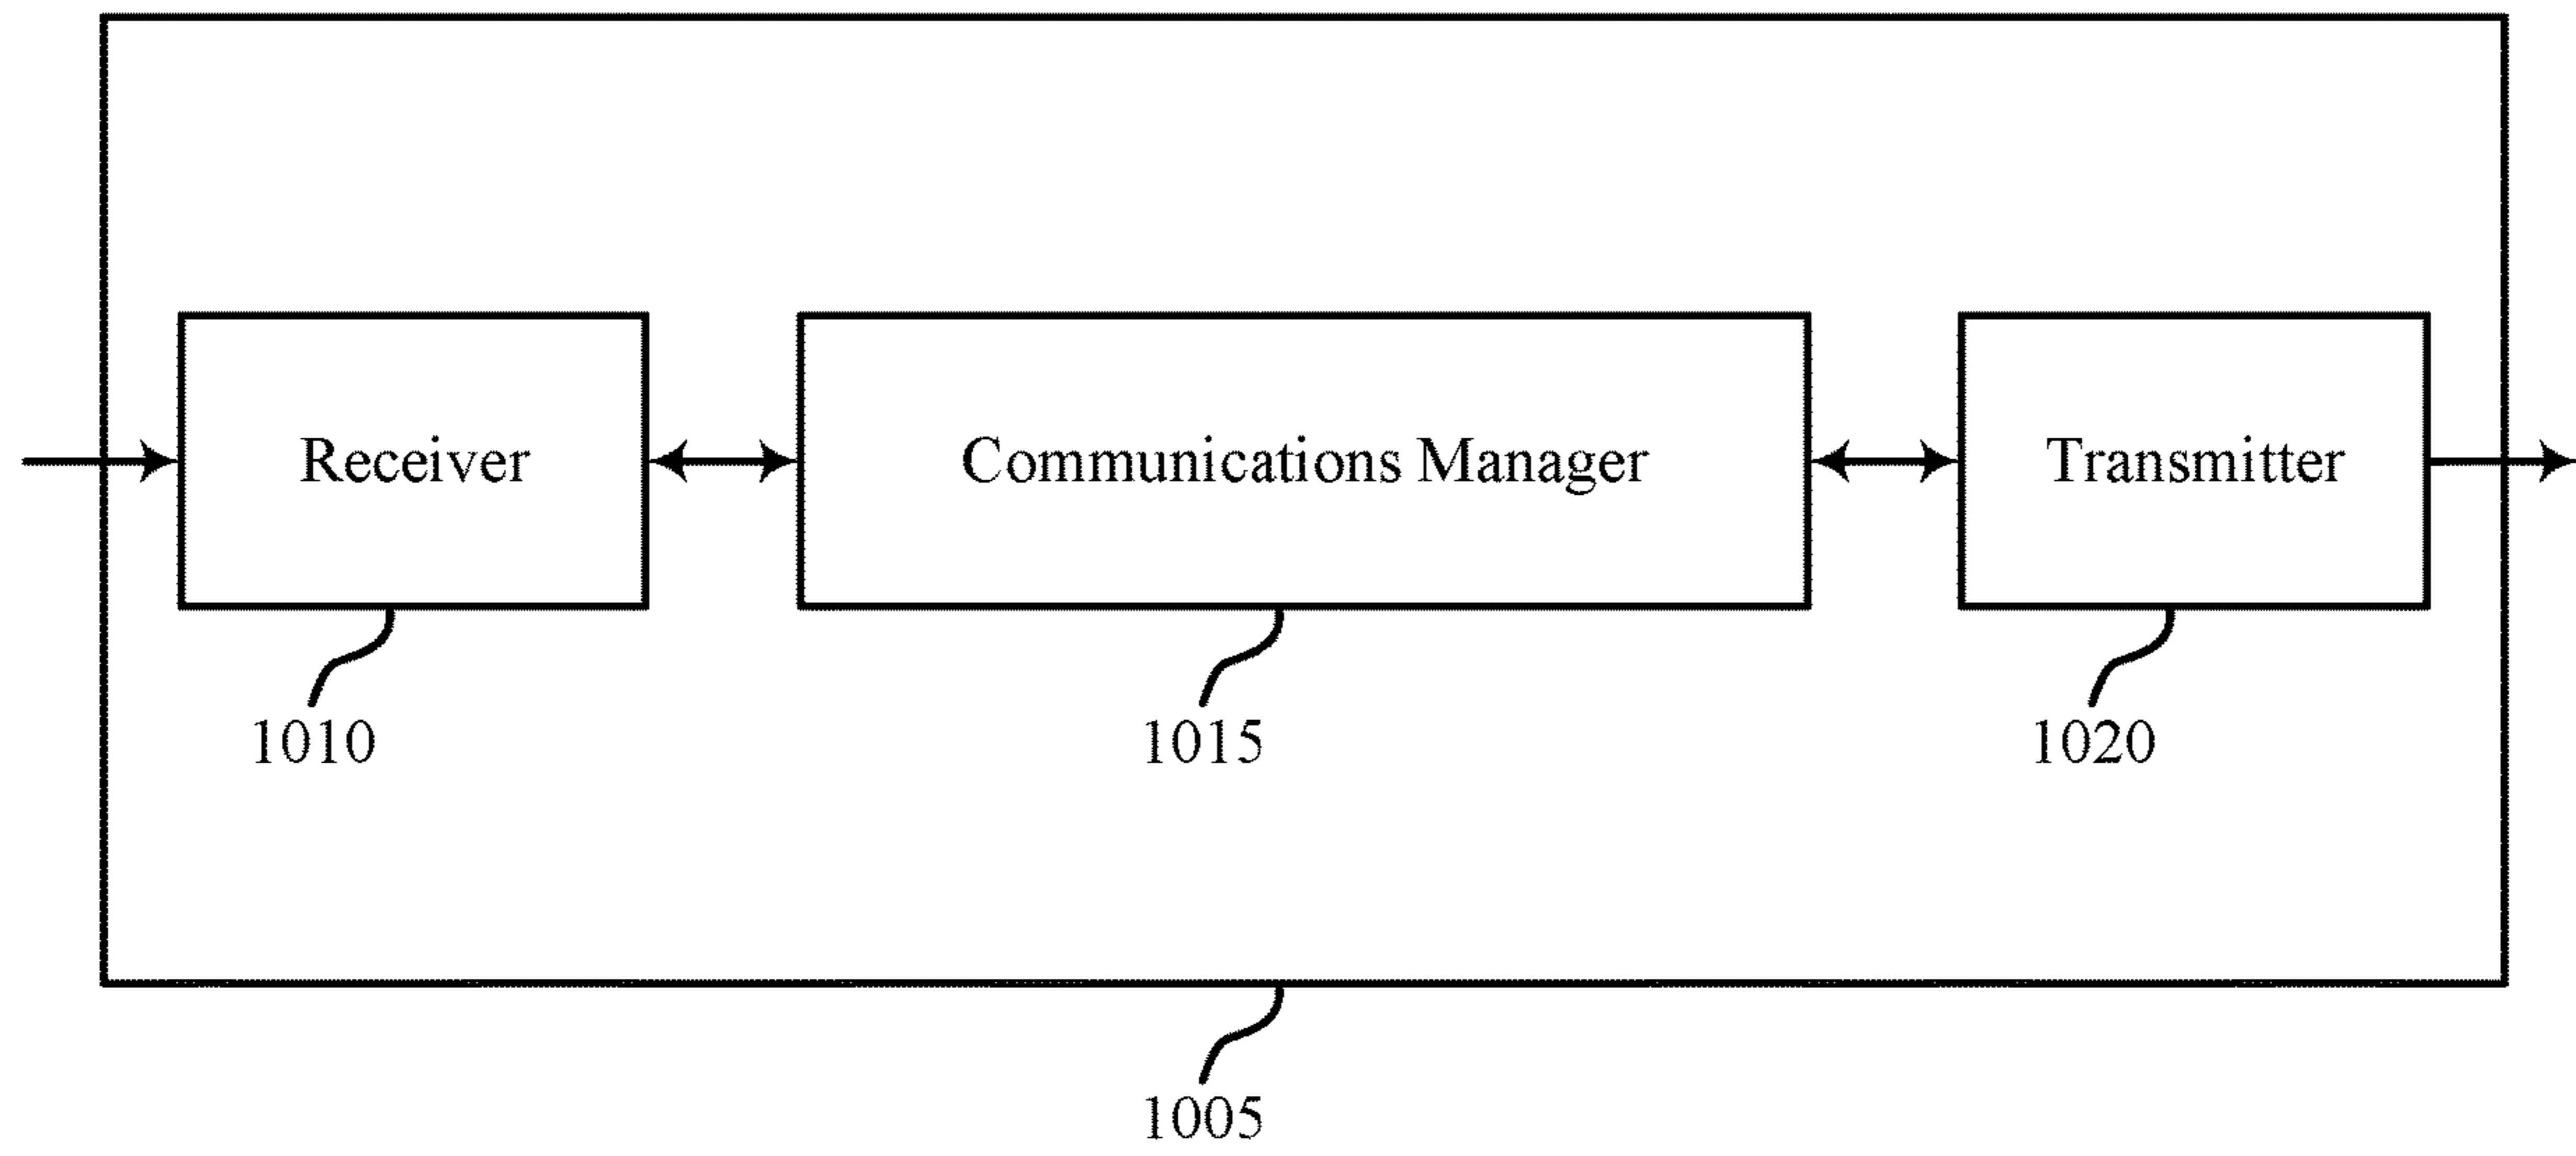 Receiver
Communications Manager
Transmitter
1010
1015
1020
1005